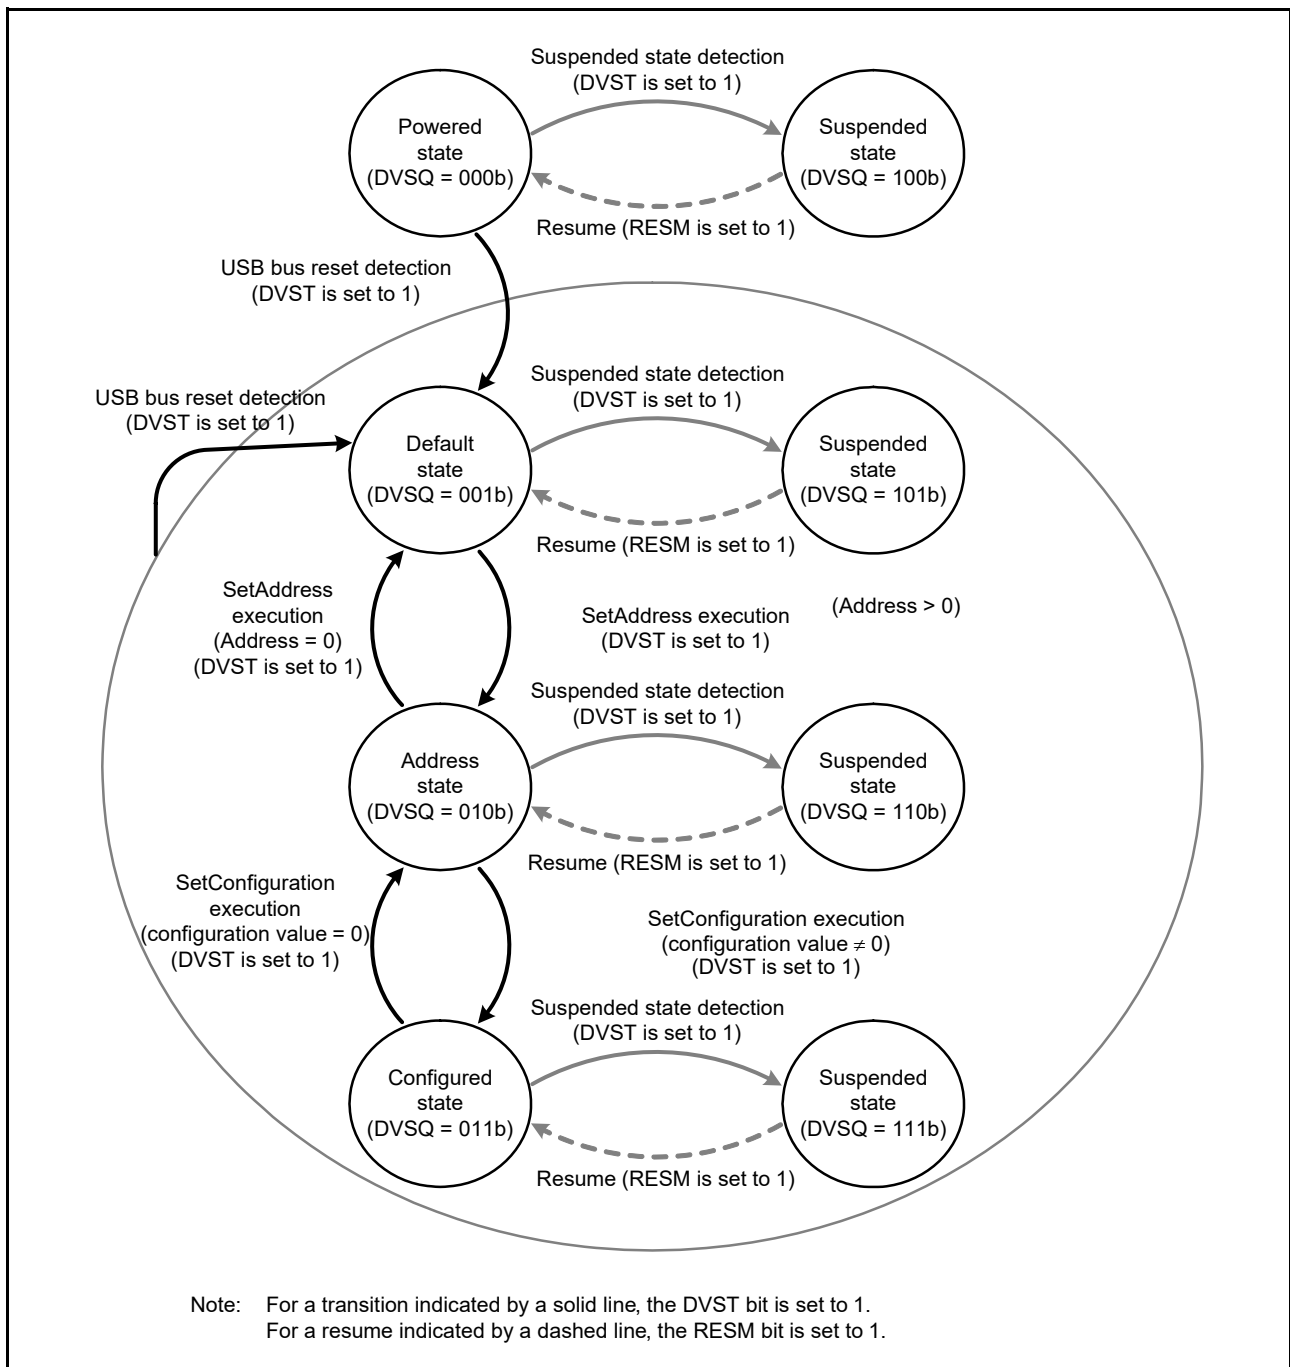 Suspended state detection
(DVST is set to 1)
Powered
state
(DVSQ = 000b)
Suspended
state
(DVSQ = 100b)
Resume (RESM is set to 1)
USB bus reset detection
(DVST is set to 1)
USB bus reset detection
(DVST is set to 1)
Suspended state detection
(DVST is set to 1)
Default
state
(DVSQ = 001b)
Suspended
state
(DVSQ = 101b)
Resume (RESM is set to 1)
SetAddress
execution
(Address = 0)
(DVST is set to 1)
SetAddress execution
(DVST is set to 1)
(Address > 0)
Suspended state detection
(DVST is set to 1)
Address
state
(DVSQ = 010b)
Suspended
state
(DVSQ = 110b)
Resume (RESM is set to 1)
SetConfiguration
execution
(configuration value = 0)
(DVST is set to 1)
SetConfiguration execution
(configuration value ≠ 0)
(DVST is set to 1)
Suspended state detection
(DVST is set to 1)
Configured
state
(DVSQ = 011b)
Suspended
state
(DVSQ = 111b)
Resume (RESM is set to 1)
Note: For a transition indicated by a solid line, the DVST bit is set to 1.
For a resume indicated by a dashed line, the RESM bit is set to 1.